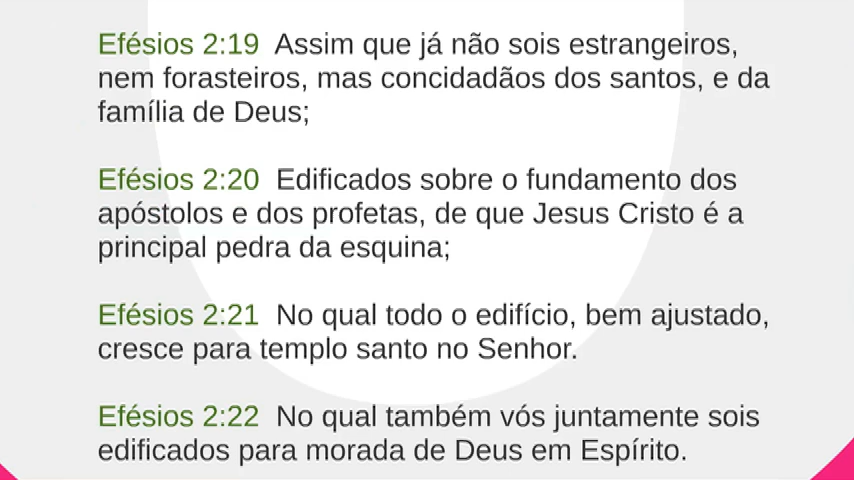 Efésios 2:19 Assim que já não sois estrangeiros,
nem forasteiros, mas concidadãos dos santos, e da
família de Deus;
Efésios 2:20 Edificados sobre o fundamento dos
apóstolos e dos profetas, de que Jesus Cristo é a
principal pedra da esquina;
Efésios 2:21 No qual todo o edifício, bem ajustado,
cresce para templo santo no Senhor.
Efésios 2:22 No qual também vós juntamente sois
edificados para morada de Deus em Espírito.